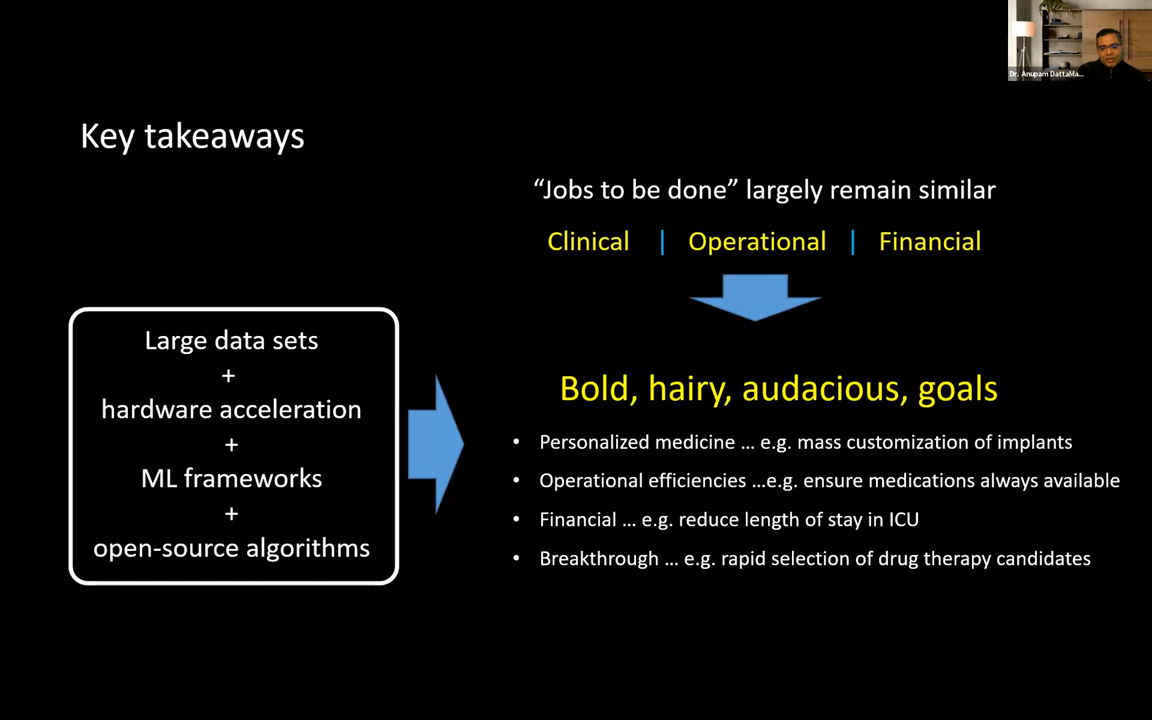 Dr. Anupam DattaMa...
Key takeaways
“Jobs to be done” largely remain similar
Clinical | Operational | Financial
Large data sets
+
hardware acceleration
+
ML frameworks
+
open-source algorithms
Bold, hairy, audacious, goals
• Personalized medicine ... e.g. mass customization of implants
• Operational efficiencies ...e.g. ensure medications always available
• Financial ... e.g. reduce length of stay in ICU
• Breakthrough ... e.g. rapid selection of drug therapy candidates